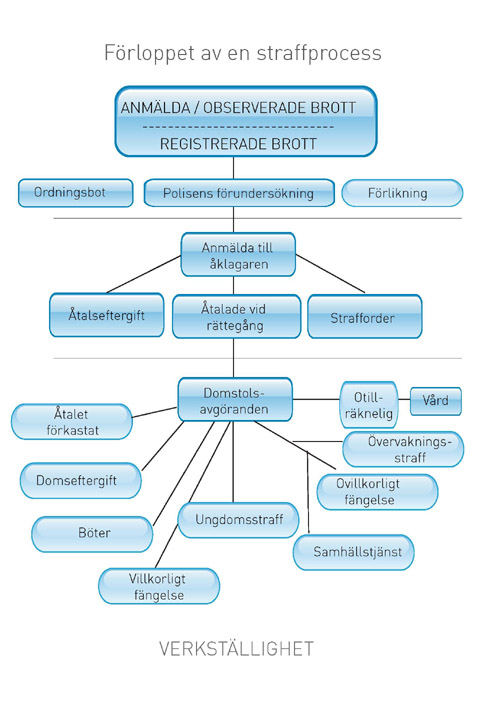 Förloppet av en straffprocess
ANMÄLDA / OBSERVERADE BROTT
------------------------------
REGISTRERADE BROTT
Ordningsbot
Polisens förundersökning
Förlikning
Anmälda till
åklagaren
Åtalseftergift
Åtalade vid
rättegång
Strafforder
Domstols-
avgöranden
Otill-
räknelig
Vård
Åtalet
förkastat
Övervaknings-
straff
Domseftergift
Ovillkorligt
fängelse
Böter
Ungdomsstraff
Samhällstjänst
Villkorligt
fängelse
VERKSTÄLLIGHET